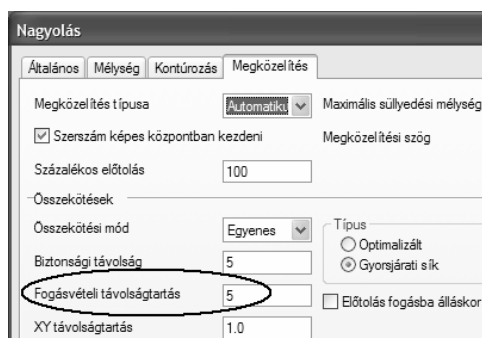 Nagyolás
Általános Mélység Kontúrozás Megközelítés
Megközelítés típusa Automatiku Maximális süllyedési mélység
Szerszám képes központban kezdeni Megközelítési szög
Százalékos előtolás 100
Összekötések
Összekötési mód Egyenes Típus
Optimalizált
Biztonsági távolság 5 Gyorsjárati sík
Fogásvételi távolságtartás 5 Előtolás fogásba álláskor
XY távolságtartás 1.0